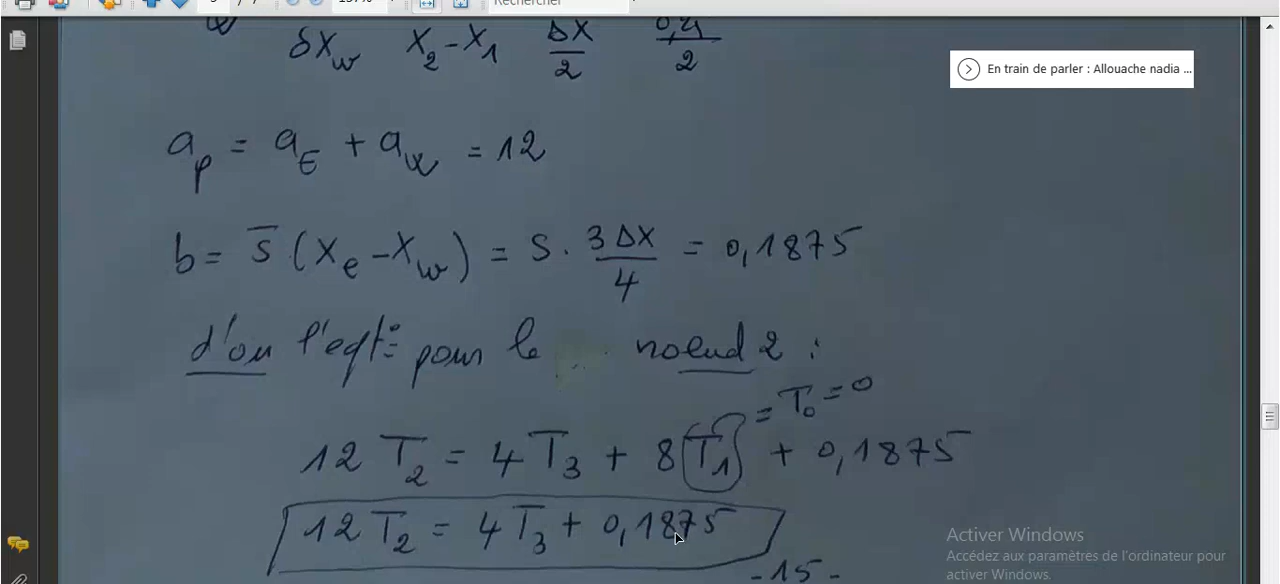 Rechercher
δX_w X_2 - X_1 ΔX/2 /2
En train de parler : Allouache nadia ...
a_p = a_E + a_W = 12
b = s̄ (X_e - X_w) = S . 3ΔX/4 = 0,1875
d'où l'eqt° pour le noeud 2 :
= T_0 = 0
12 T_2 = 4 T_3 + 8 (T_1) + 0,1875
12 T_2 = 4 T_3 + 0,1875
Activer Windows
Accédez aux paramètres de l'ordinateur pour
activer Windows.
- 15 -